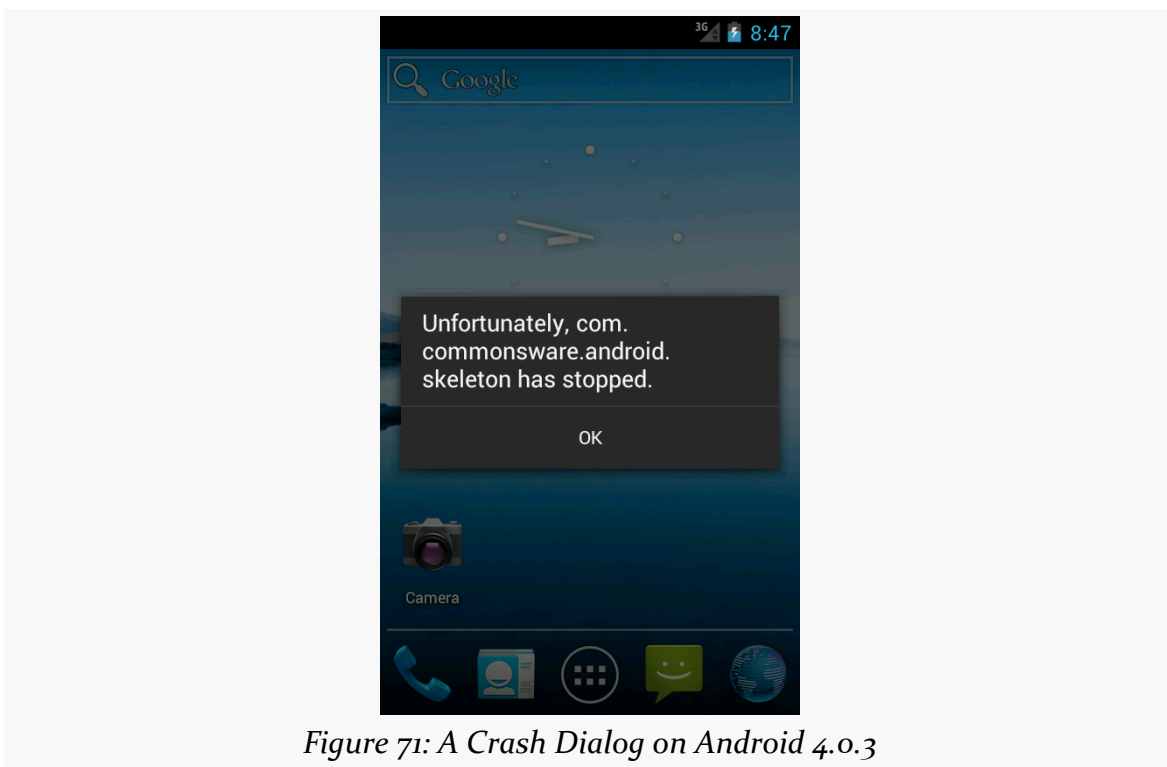 3G 8:47
Google
Unfortunately, com.
commonsware.android.
skeleton has stopped.
OK
Camera
Figure 71: A Crash Dialog on Android 4.0.3